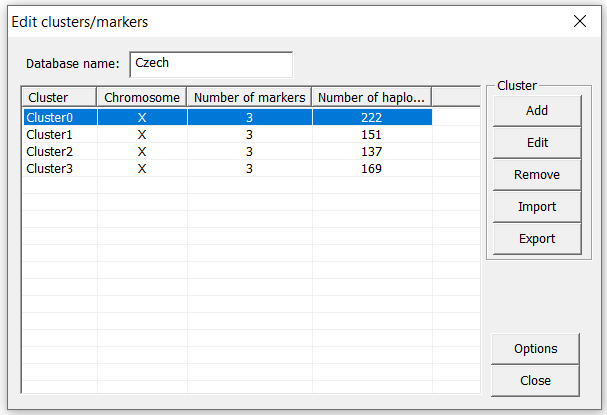 Edit clusters/markers
Database name: Czech
Cluster Chromosome Number of markers Number of haplo...
Cluster0 X 3 222
Cluster1 X 3 151
Cluster2 X 3 137
Cluster3 X 3 169
Cluster
Add
Edit
Remove
Import
Export
Options
Close